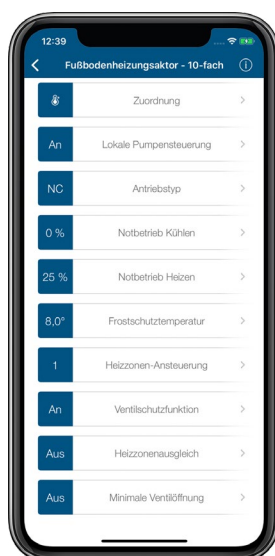 12:39
Fußbodenheizungsaktor - 10-fach
Zuordnung
An Lokale Pumpensteuerung
NC Antriebstyp
0 % Notbetrieb Kühlen
25 % Notbetrieb Heizen
8,0° Frostschutztemperatur
1 Heizzonen-Ansteuerung
An Ventilschutzfunktion
Aus Heizzonenausgleich
Aus Minimale Ventilöffnung